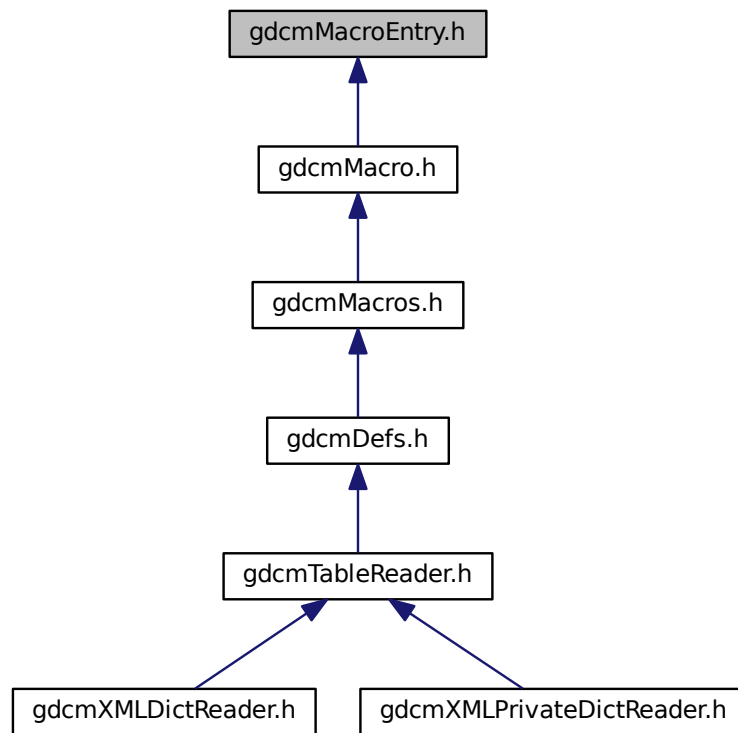 gdcmMacroEntry.h
gdcmMacro.h
gdcmMacros.h
gdcmDefs.h
gdcmTableReader.h
gdcmXMLDictReader.h
gdcmXMLPrivateDictReader.h